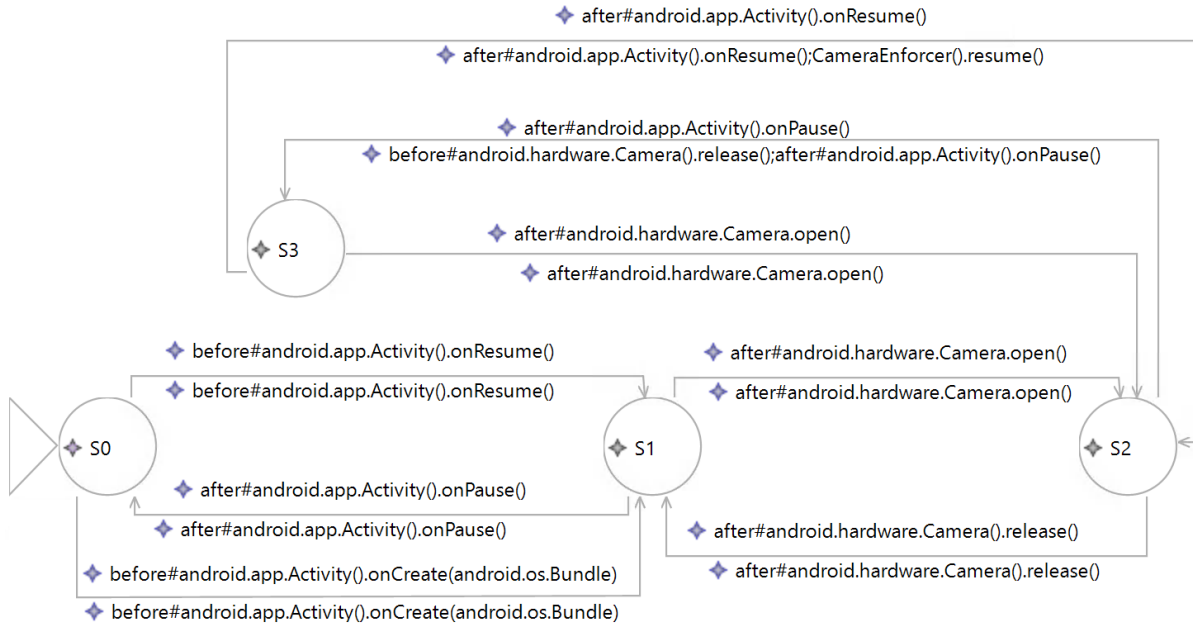 after#android.app.Activity().onResume()
after#android.app.Activity().onResume();CameraEnforcer().resume()
after#android.app.Activity().onPause()
before#android.hardware.Camera().release();after#android.app.Activity().onPause()
S3
after#android.hardware.Camera.open()
after#android.hardware.Camera.open()
before#android.app.Activity().onResume()
before#android.app.Activity().onResume()
after#android.hardware.Camera.open()
after#android.hardware.Camera.open()
S0
S1
S2
after#android.app.Activity().onPause()
after#android.app.Activity().onPause()
after#android.hardware.Camera().release()
after#android.hardware.Camera().release()
before#android.app.Activity().onCreate(android.os.Bundle)
before#android.app.Activity().onCreate(android.os.Bundle)